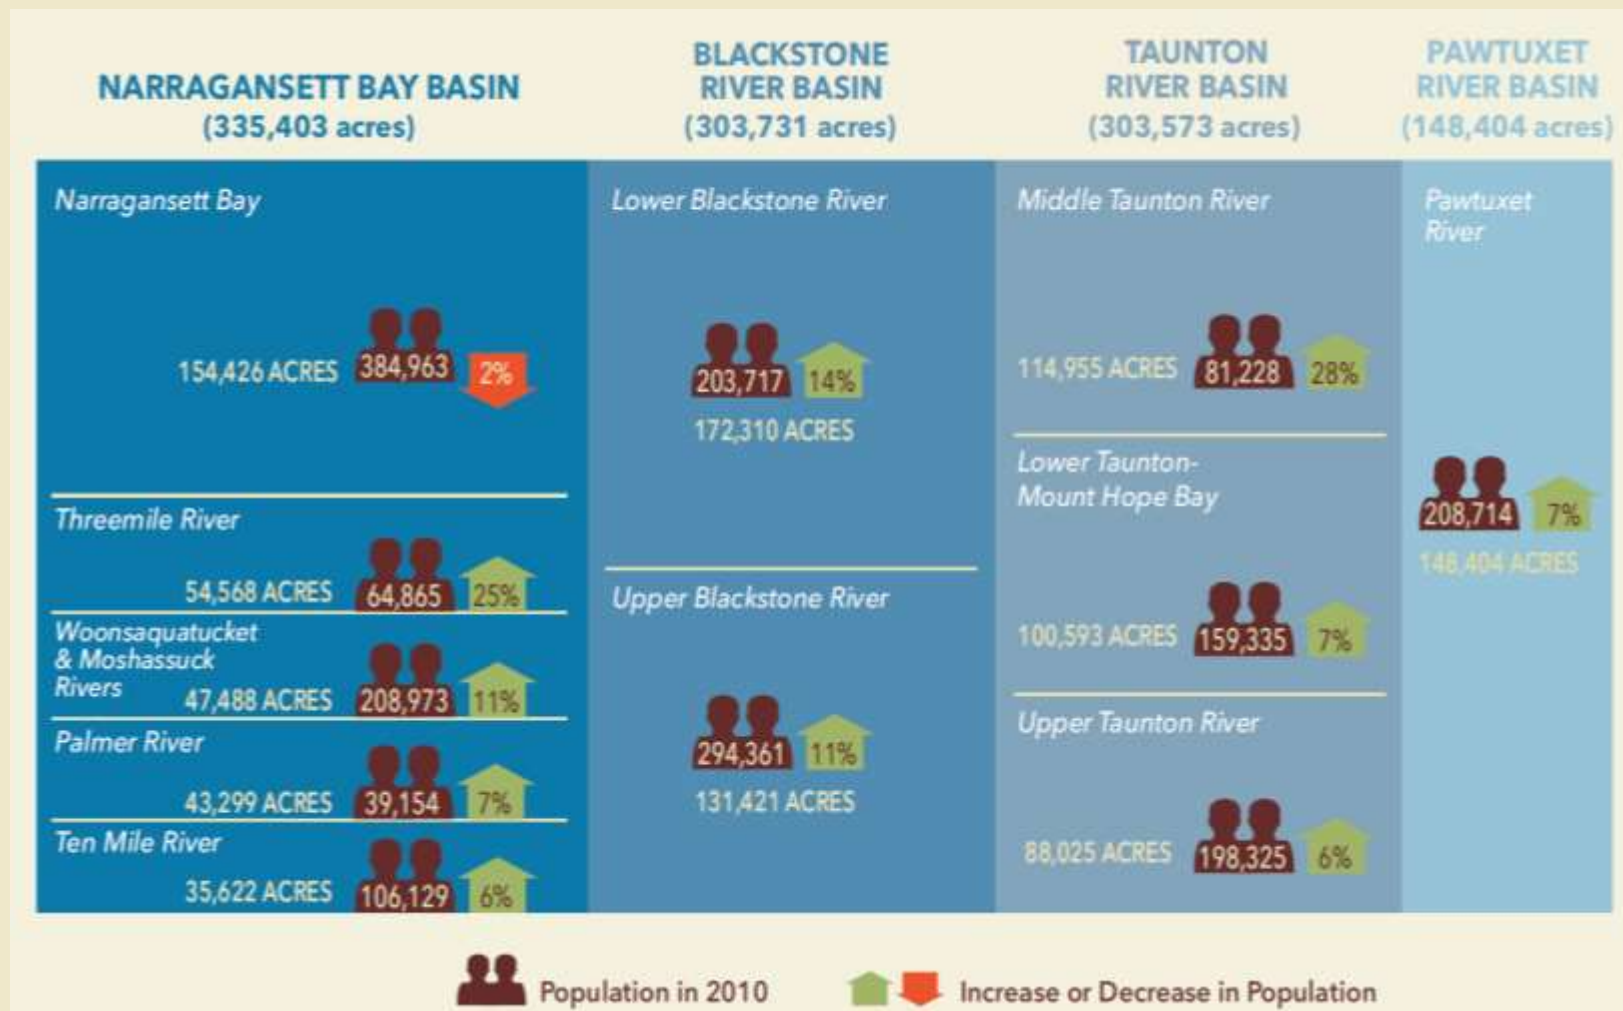 NARRAGANSETT BAY BASIN
(335,403 acres)
BLACKSTONE
RIVER BASIN
(303,731 acres)
TAUNTON
RIVER BASIN
(303,573 acres)
PAWTUXET
RIVER BASIN
(148,404 acres)
Narragansett Bay
154,426 ACRES 384,963 2%
Threemile River
54,568 ACRES 64,865 25%
Woonsaquatucket
& Moshassuck
Rivers
47,488 ACRES 208,973 11%
Palmer River
43,299 ACRES 39,154 7%
Ten Mile River
35,622 ACRES 106,129 6%
Lower Blackstone River
203,717 14%
172,310 ACRES
Upper Blackstone River
294,361 11%
131,421 ACRES
Middle Taunton River
114,955 ACRES 81,228 28%
Lower Taunton-
Mount Hope Bay
100,593 ACRES 159,335 7%
Upper Taunton River
88,025 ACRES 198,325 6%
Pawtuxet
River
208,714 7%
148,404 ACRES
Population in 2010
Increase or Decrease in Population